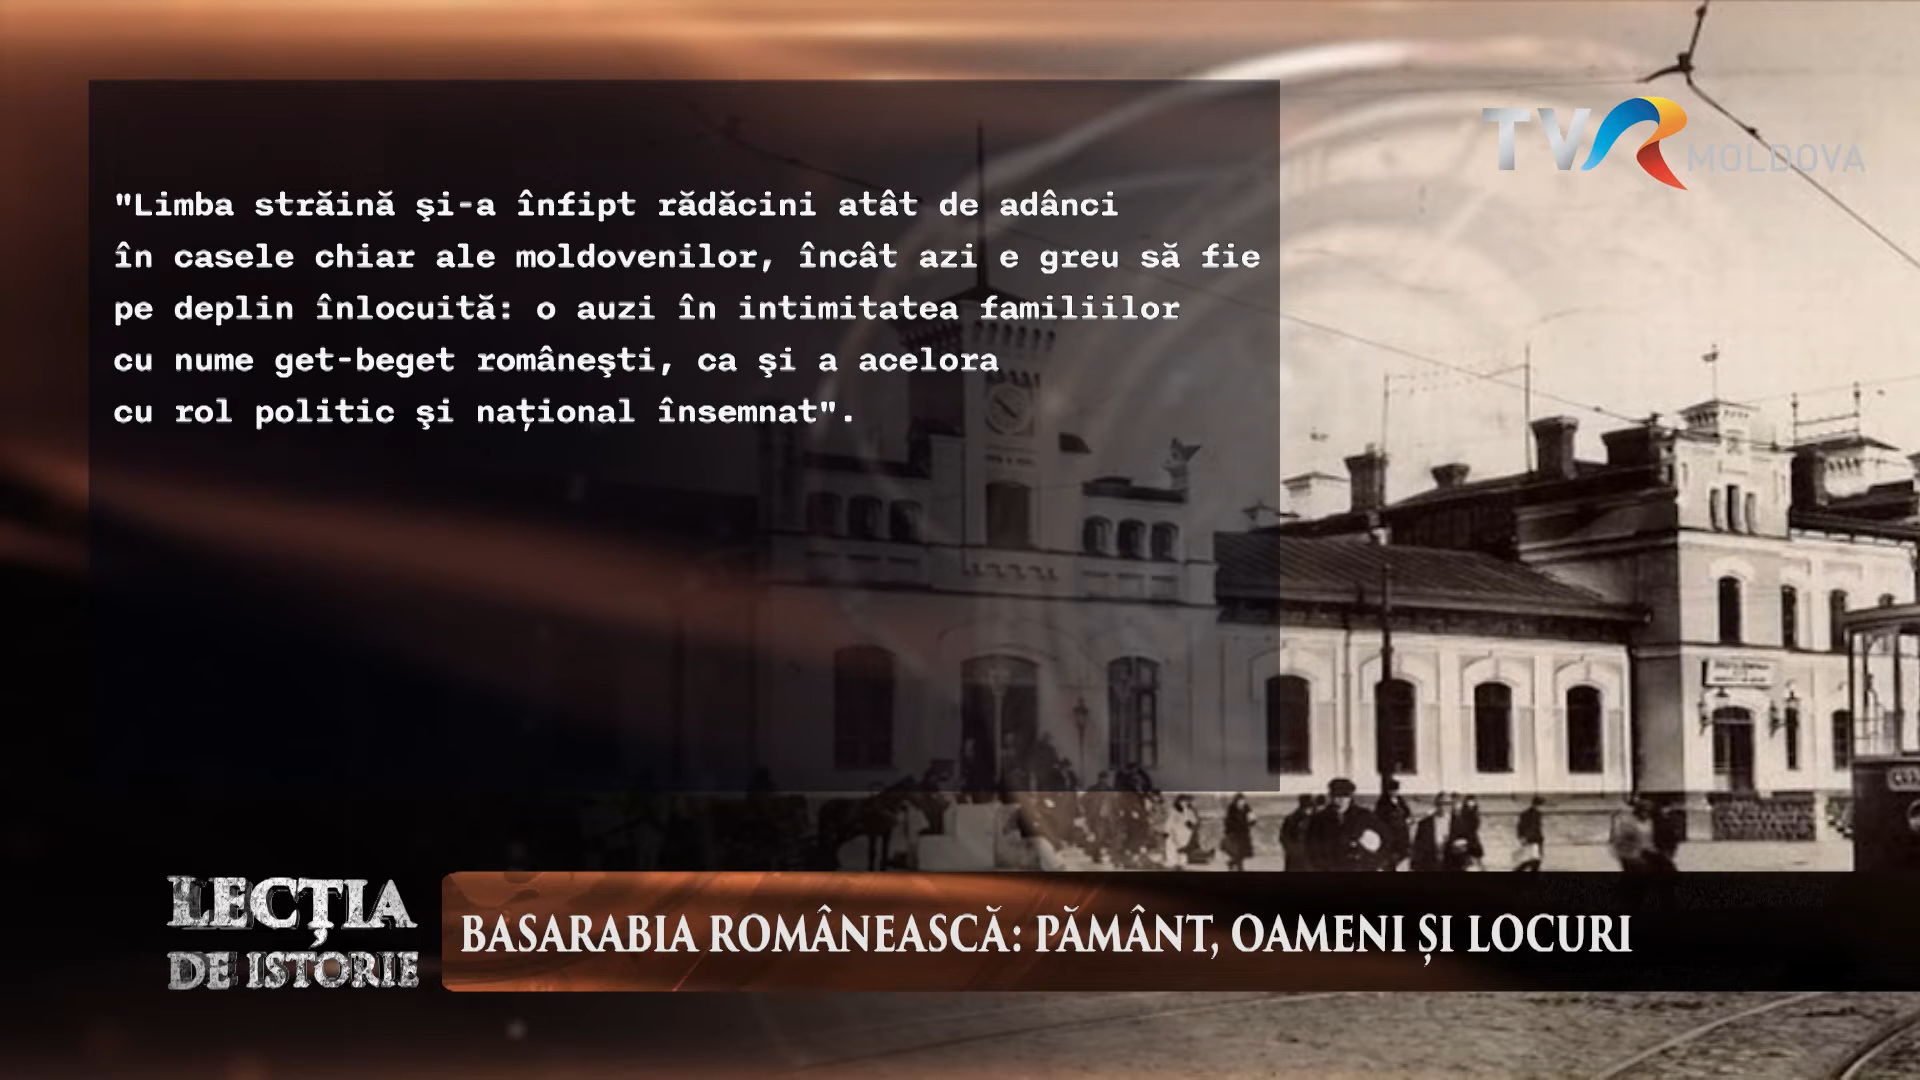 TVR MOLDOVA
"Limba străină şi-a înfipt rădăcini atât de adânci
în casele chiar ale moldovenilor, încât azi e greu să fie
pe deplin înlocuită: o auzi în intimitatea familiilor
cu nume get-beget româneşti, ca şi a acelora
cu rol politic şi național însemnat".
LECȚIA
DE ISTORIE
BASARABIA ROMÂNEASCĂ: PĂMÂNT, OAMENI ȘI LOCURI